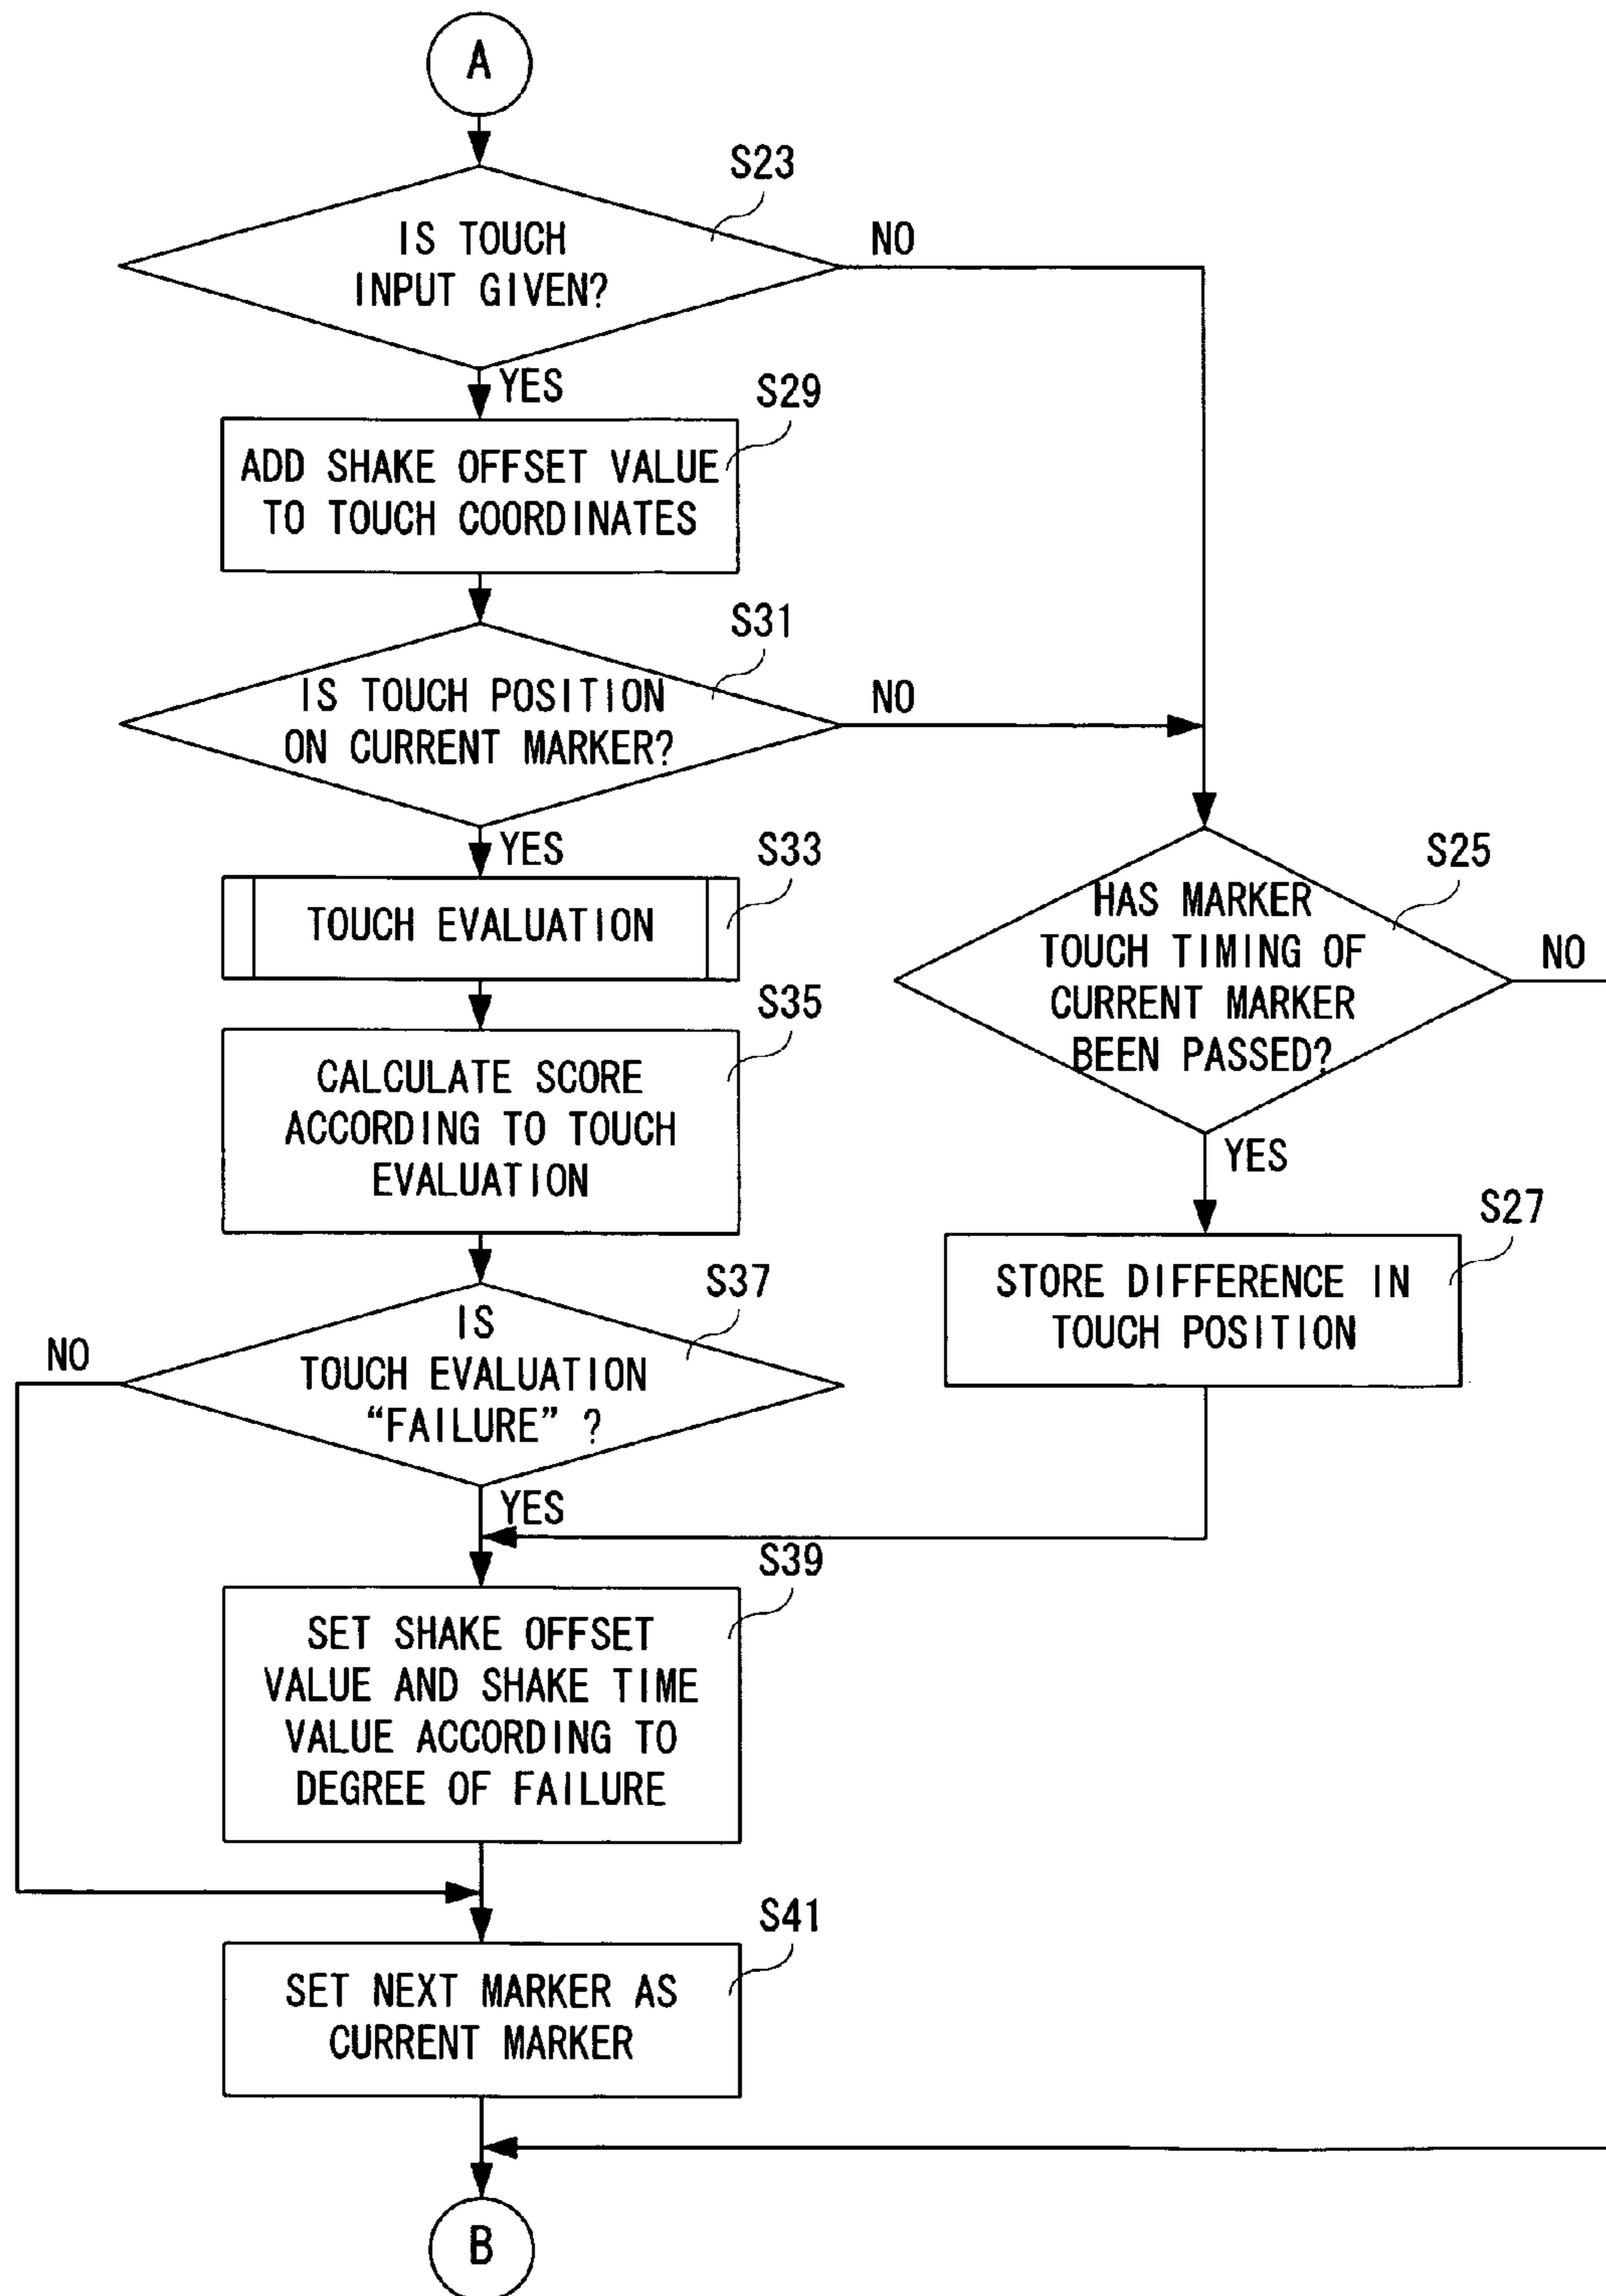 A
S23
IS TOUCH
INPUT GIVEN?
NO
YES
S29
ADD SHAKE OFFSET VALUE
TO TOUCH COORDINATES
S31
IS TOUCH POSITION
ON CURRENT MARKER?
NO
YES
S33
TOUCH EVALUATION
S25
HAS MARKER
TOUCH TIMING OF
CURRENT MARKER
BEEN PASSED?
NO
YES
S35
CALCULATE SCORE
ACCORDING TO TOUCH
EVALUATION
S27
STORE DIFFERENCE IN
TOUCH POSITION
S37
IS
TOUCH EVALUATION
“FAILURE” ?
NO
YES
S39
SET SHAKE OFFSET
VALUE AND SHAKE TIME
VALUE ACCORDING TO
DEGREE OF FAILURE
S41
SET NEXT MARKER AS
CURRENT MARKER
B